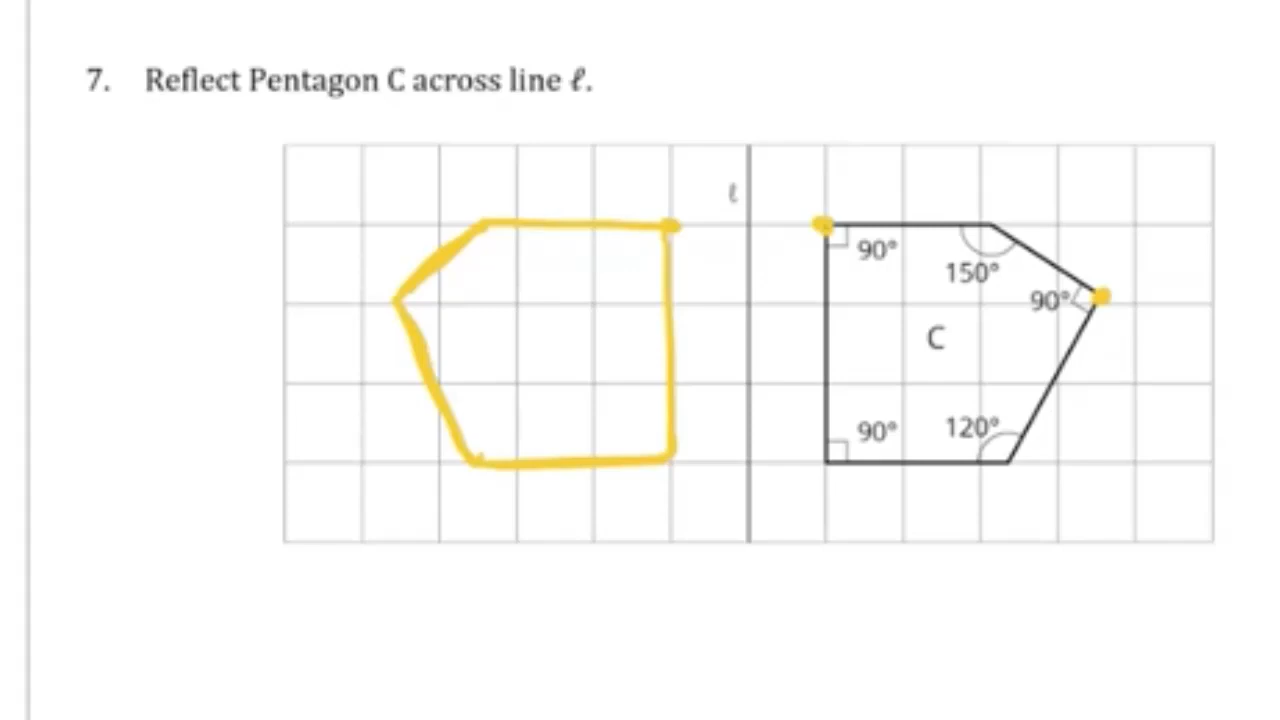 7. Reflect Pentagon C across line ℓ.
ℓ
90°
150°
90°
C
90°
120°